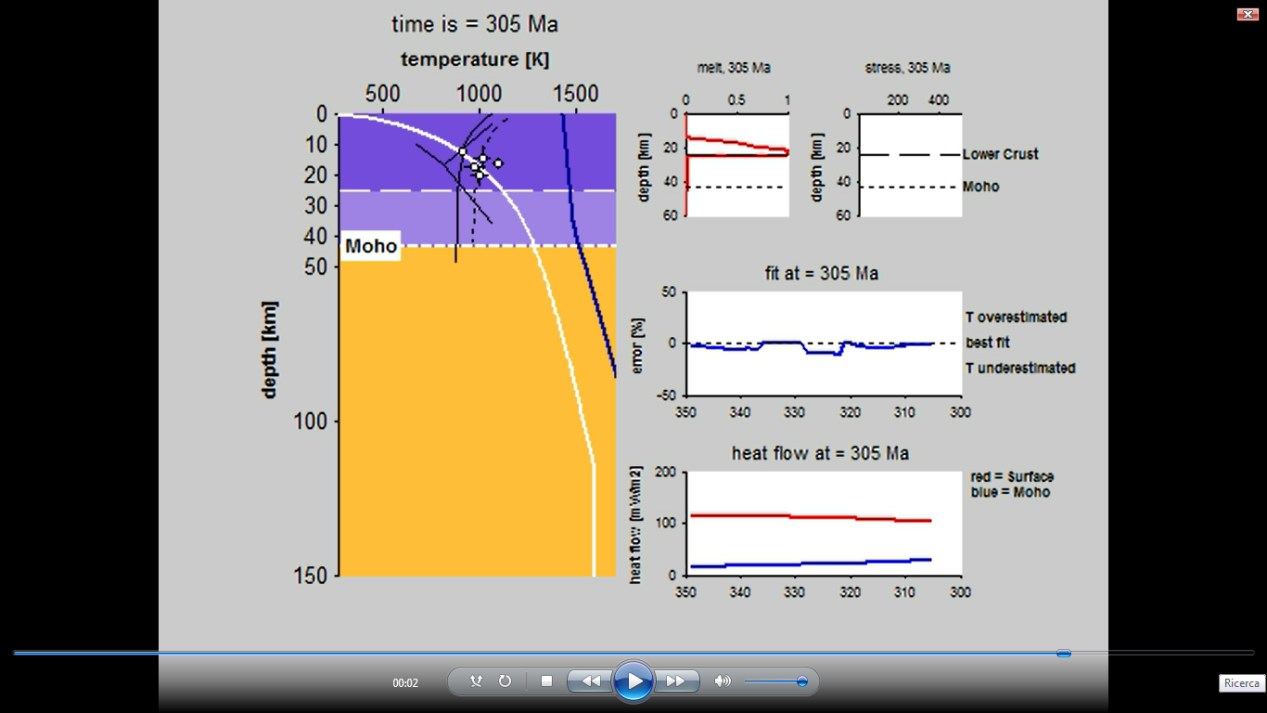 time is = 305 Ma
temperature [K]
500 1000 1500
0
10
20
30
40
50
100
150
depth [km]
Moho
melt, 305 Ma
0 0.5 1
0
20
40
60
depth [km]
stress, 305 Ma
200 400
0
20
40
60
depth [km]
Lower Crust
Moho
fit at = 305 Ma
50
0
-50
error [%]
350 340 330 320 310 300
T overestimated
best fit
T underestimated
heat flow at = 305 Ma
200
100
0
heat flow [mW/m2]
350 340 330 320 310 300
red = Surface
blue = Moho
00:02
Ricerca